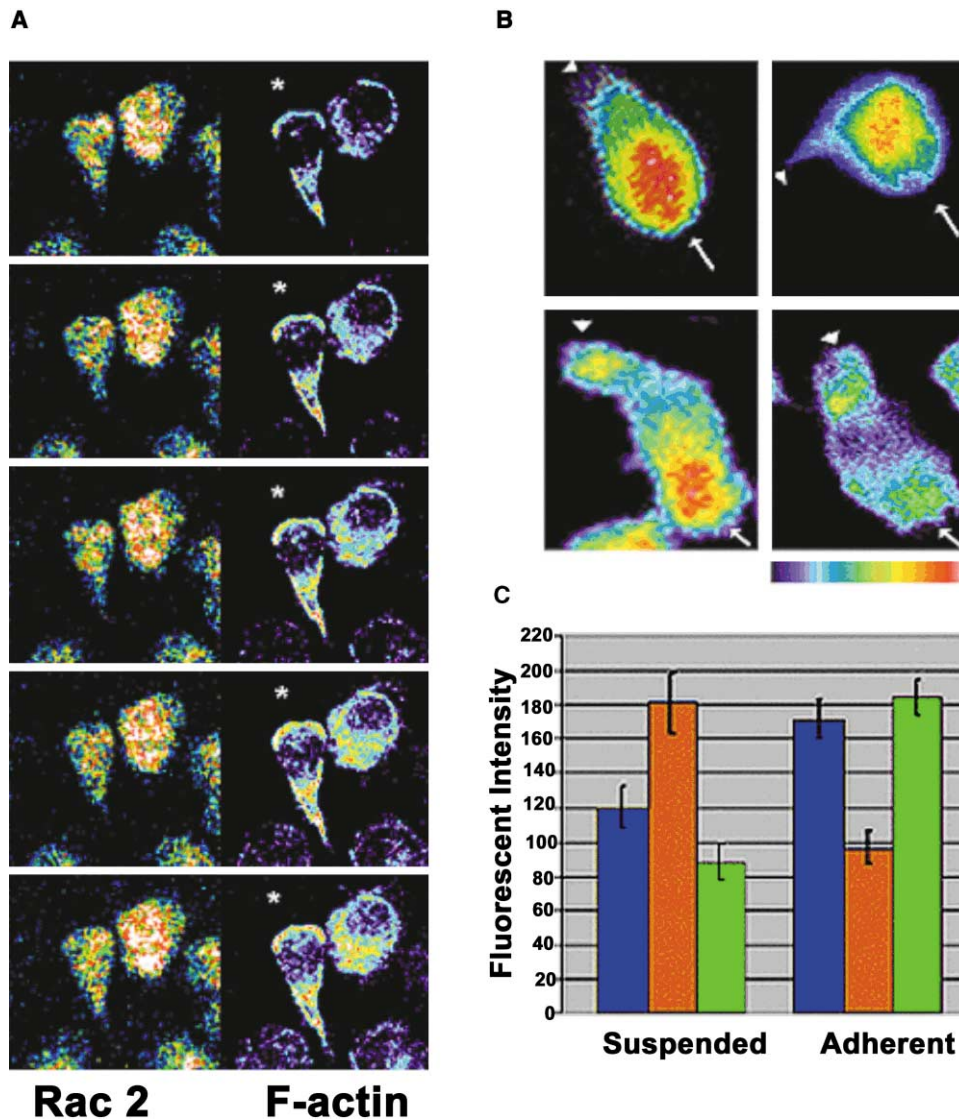 A
B
*
*
*
*
*
Rac 2
F-actin
C
Fluorescent Intensity
220
200
180
160
140
120
100
80
60
40
20
0
Suspended
Adherent